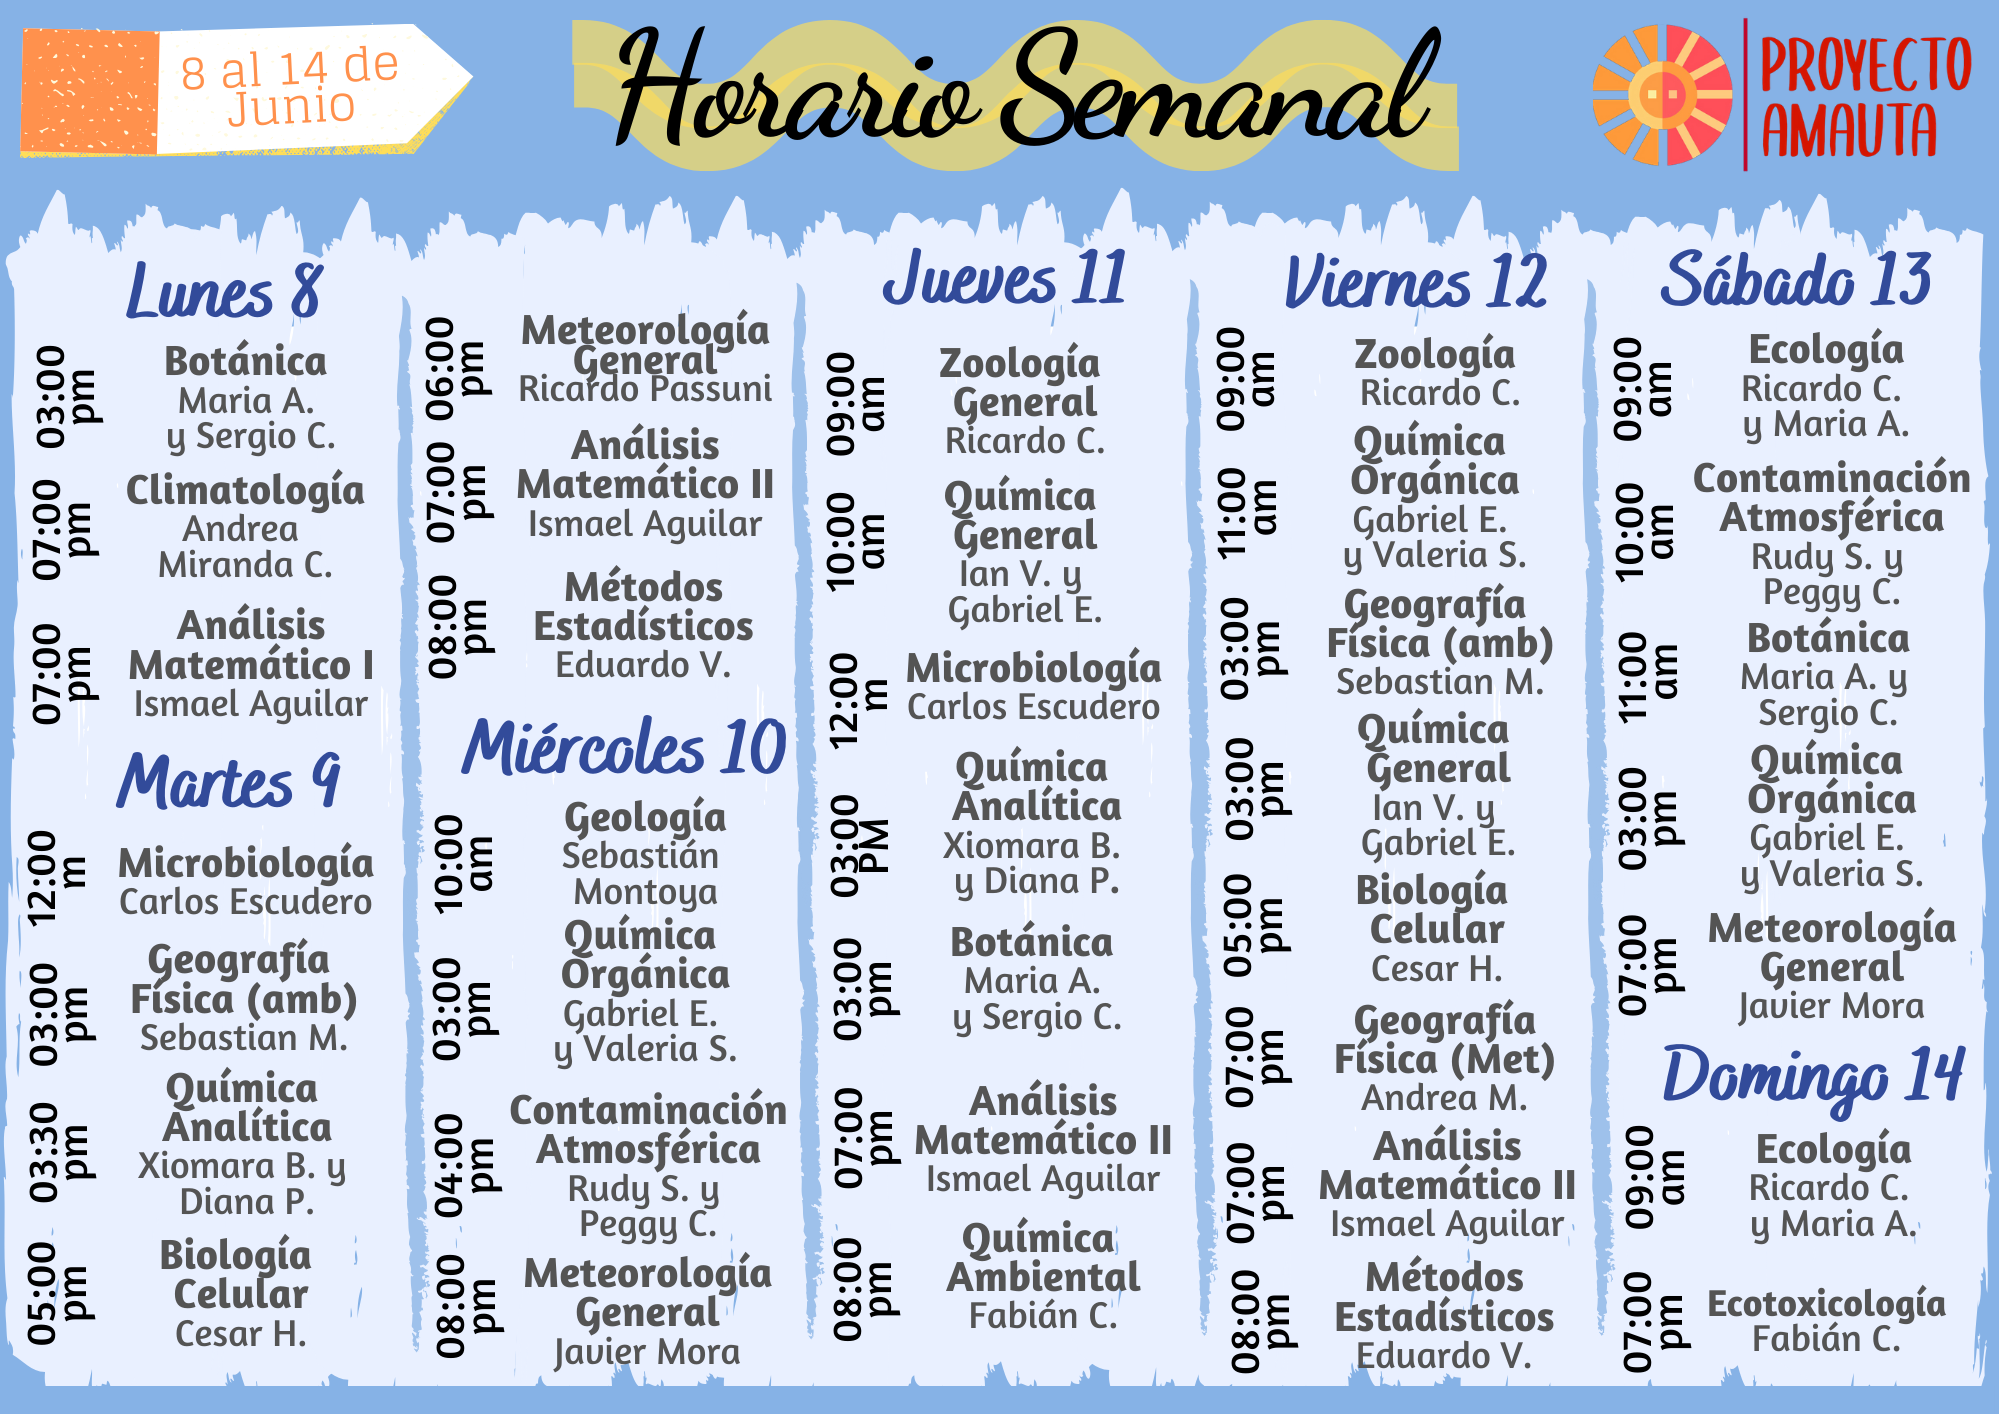 8 al 14 de
Junio
Horario Semanal
PROYECTO
AMAUTA
Lunes 8
03:00
pm
Botánica
Maria A.
y Sergio C.
07:00
pm
Climatología
Andrea
Miranda C.
07:00
pm
Análisis
Matemático I
Ismael Aguilar
Martes 9
12:00
m
Microbiología
Carlos Escudero
03:00
pm
Geografía
Física (amb)
Sebastian M.
03:30
pm
Química
Analítica
Xiomara B. y
Diana P.
05:00
pm
Biología
Celular
Cesar H.
06:00
pm
Meteorología
General
Ricardo Passuni
07:00
pm
Análisis
Matemático II
Ismael Aguilar
08:00
pm
Métodos
Estadísticos
Eduardo V.
Miércoles 10
10:00
am
Geología
Sebastián
Montoya
03:00
pm
Química
Orgánica
Gabriel E.
y Valeria S.
04:00
pm
Contaminación
Atmosférica
Rudy S. y
Peggy C.
08:00
pm
Meteorología
General
Javier Mora
Jueves 11
09:00
am
Zoología
General
Ricardo C.
10:00
am
Química
General
Ian V. y
Gabriel E.
12:00
m
Microbiología
Carlos Escudero
03:00
PM
Química
Analítica
Xiomara B.
y Diana P.
03:00
pm
Botánica
Maria A.
y Sergio C.
07:00
pm
Análisis
Matemático II
Ismael Aguilar
08:00
pm
Química
Ambiental
Fabián C.
Viernes 12
09:00
am
Zoología
Ricardo C.
11:00
am
Química
Orgánica
Gabriel E.
y Valeria S.
03:00
pm
Geografía
Física (amb)
Sebastian M.
03:00
pm
Química
General
Ian V. y
Gabriel E.
05:00
pm
Biología
Celular
Cesar H.
07:00
pm
Geografía
Física (Met)
Andrea M.
07:00
pm
Análisis
Matemático II
Ismael Aguilar
08:00
pm
Métodos
Estadísticos
Eduardo V.
Sábado 13
09:00
am
Ecología
Ricardo C.
y Maria A.
10:00
am
Contaminación
Atmosférica
Rudy S. y
Peggy C.
11:00
am
Botánica
Maria A. y
Sergio C.
03:00
pm
Química
Orgánica
Gabriel E.
y Valeria S.
07:00
pm
Meteorología
General
Javier Mora
Domingo 14
09:00
am
Ecología
Ricardo C.
y Maria A.
07:00
pm
Ecotoxicología
Fabián C.